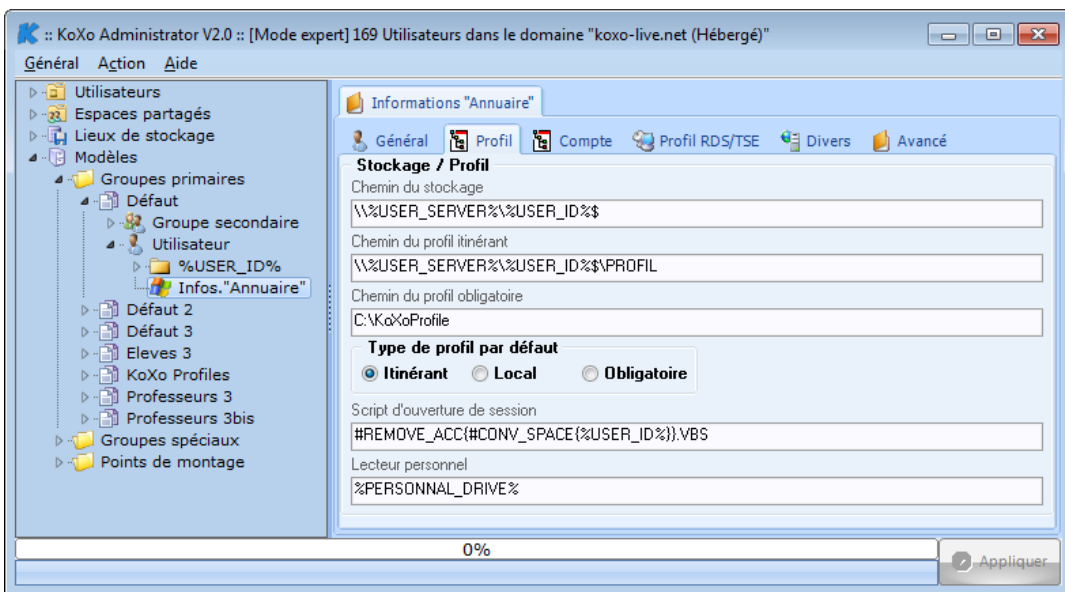 :: KoXo Administrator V2.0 :: [Mode expert] 169 Utilisateurs dans le domaine "koxo-live.net (Hébergé)"
Général Action Aide
Utilisateurs
Espaces partagés
Lieux de stockage
Modèles
Groupes primaires
Défaut
Groupe secondaire
Utilisateur
%USER_ID%
Infos."Annuaire"
Défaut 2
Défaut 3
Eleves 3
KoXo Profiles
Professeurs 3
Professeurs 3bis
Groupes spéciaux
Points de montage
Informations "Annuaire"
Général Profil Compte Profil RDS/TSE Divers Avancé
Stockage / Profil
Chemin du stockage
\\%USER_SERVER%\%USER_ID%$
Chemin du profil itinérant
\\%USER_SERVER%\%USER_ID%$\PROFIL
Chemin du profil obligatoire
C:\KoXoProfile
Type de profil par défaut
Itinérant Local Obligatoire
Script d'ouverture de session
#REMOVE_ACC{#CONV_SPACE{%USER_ID%}}.VBS
Lecteur personnel
%PERSONNAL_DRIVE%
0%
Appliquer